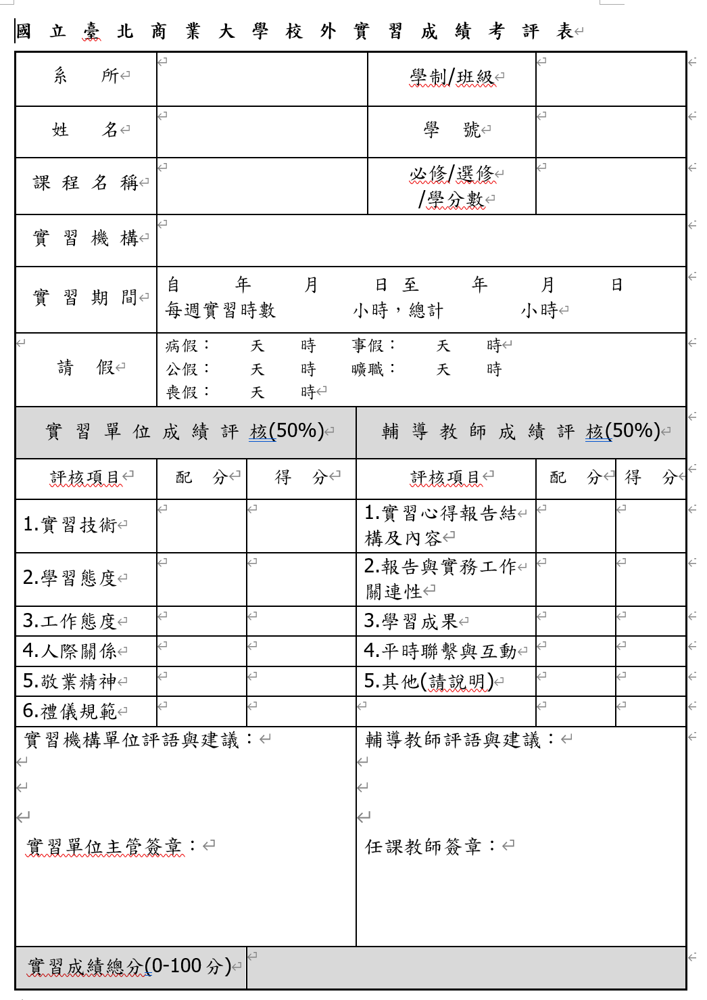 國立臺北商業大學校外實習成績考評表
系 所 學制/班級
姓 名 學 號
課程名稱 必修/選修
/學分數
實習機構
實習期間 自 年 月 日 至 年 月 日
每週實習時數 小時，總計 小時
請 假 病假： 天 時 事假： 天 時
公假： 天 時 曠職： 天 時
喪假： 天 時
實習單位成績評核(50%) 輔導教師成績評核(50%)
評核項目 配 分 得 分 評核項目 配 分 得 分
1.實習技術 1.實習心得報告結
構及內容
2.學習態度 2.報告與實務工作
關連性
3.工作態度 3.學習成果
4.人際關係 4.平時聯繫與互動
5.敬業精神 5.其他(請說明)
6.禮儀規範
實習機構單位評語與建議： 輔導教師評語與建議：
實習單位主管簽章： 任課教師簽章：
實習成績總分(0-100 分)